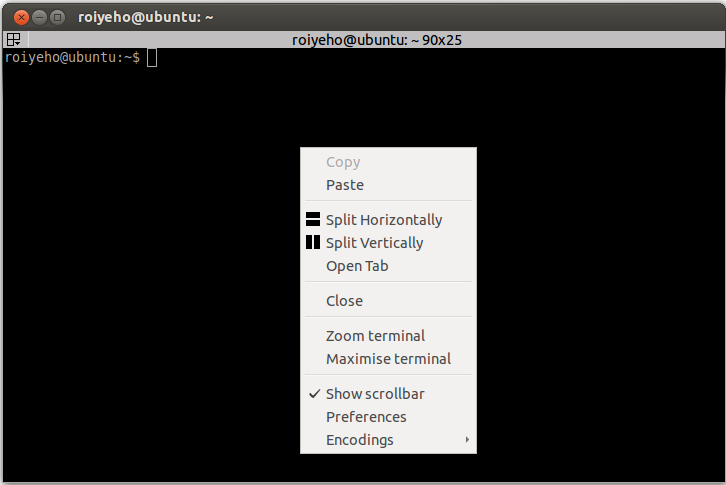 roiyeho@ubuntu: ~
roiyeho@ubuntu: ~ 90x25
roiyeho@ubuntu:~$
Copy
Paste
Split Horizontally
Split Vertically
Open Tab
Close
Zoom terminal
Maximise terminal
Show scrollbar
Preferences
Encodings